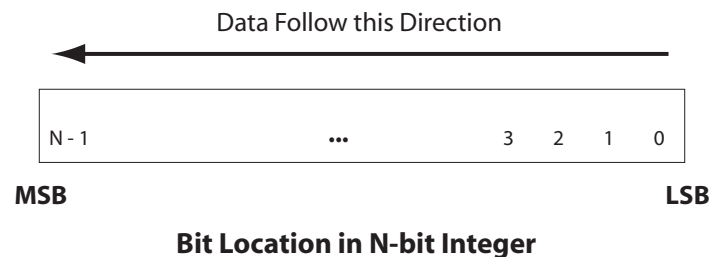 Data Follow this Direction
N - 1 ... 3 2 1 0
MSB LSB
Bit Location in N-bit Integer